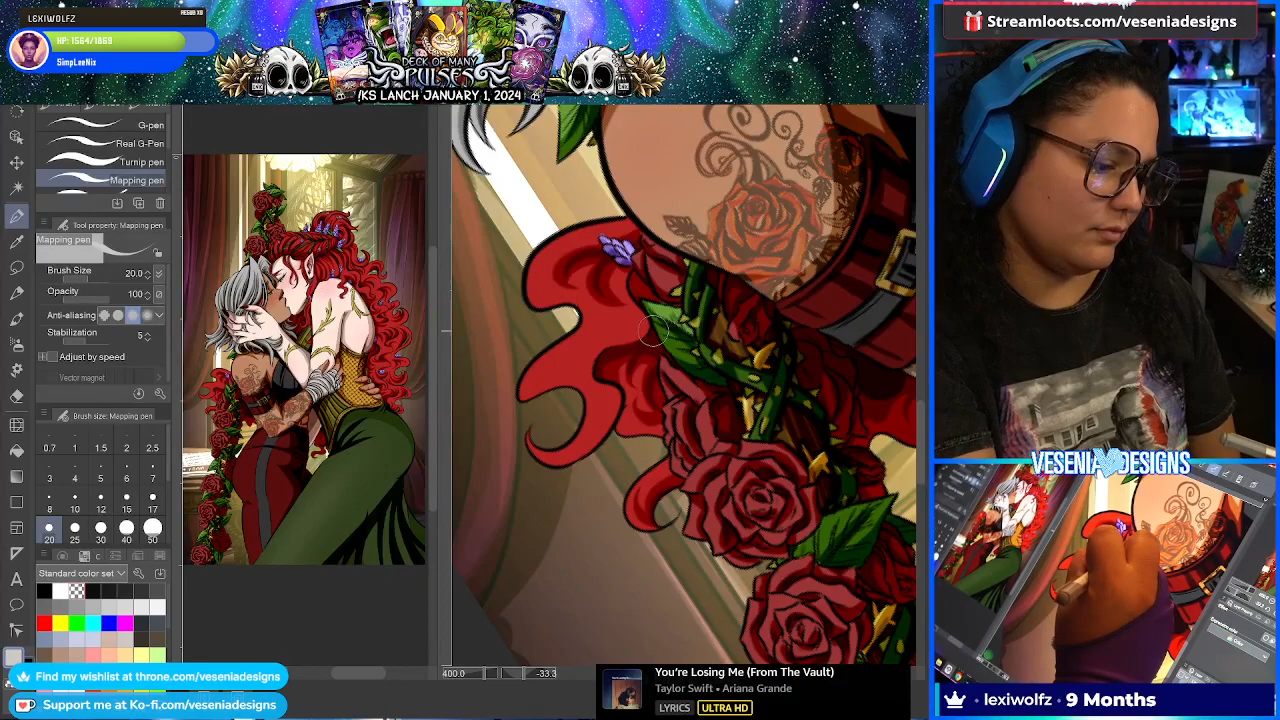 LEXIWOLFZ
HP: 1564/1869
SimpLeeNix
DECK OF MANY
PULSES
!KS LANCH JANUARY 1, 2024
Streamloots.com/veseniadesigns
G-pen
Real G-Pen
Turnip pen
Mapping pen
Tool property: Mapping pen
Mapping pen
Brush Size 20.0
Opacity 100
Anti-aliasing
Stabilization 5
Adjust by speed
Vector magnet
Brush size: Mapping pen
0.7 1 1.5 2 2.5
3 4 5 6 7
8 10 12 15 17
20 25 30 40 50
Standard color set
400.0 -33.3
Find my wishlist at throne.com/veseniadesigns
Support me at Ko-fi.com/veseniadesigns
You're Losing Me (From The Vault)
Taylor Swift • Ariana Grande
LYRICS ULTRA HD
VESENIA DESIGNS
lexiwolfz 9 Months